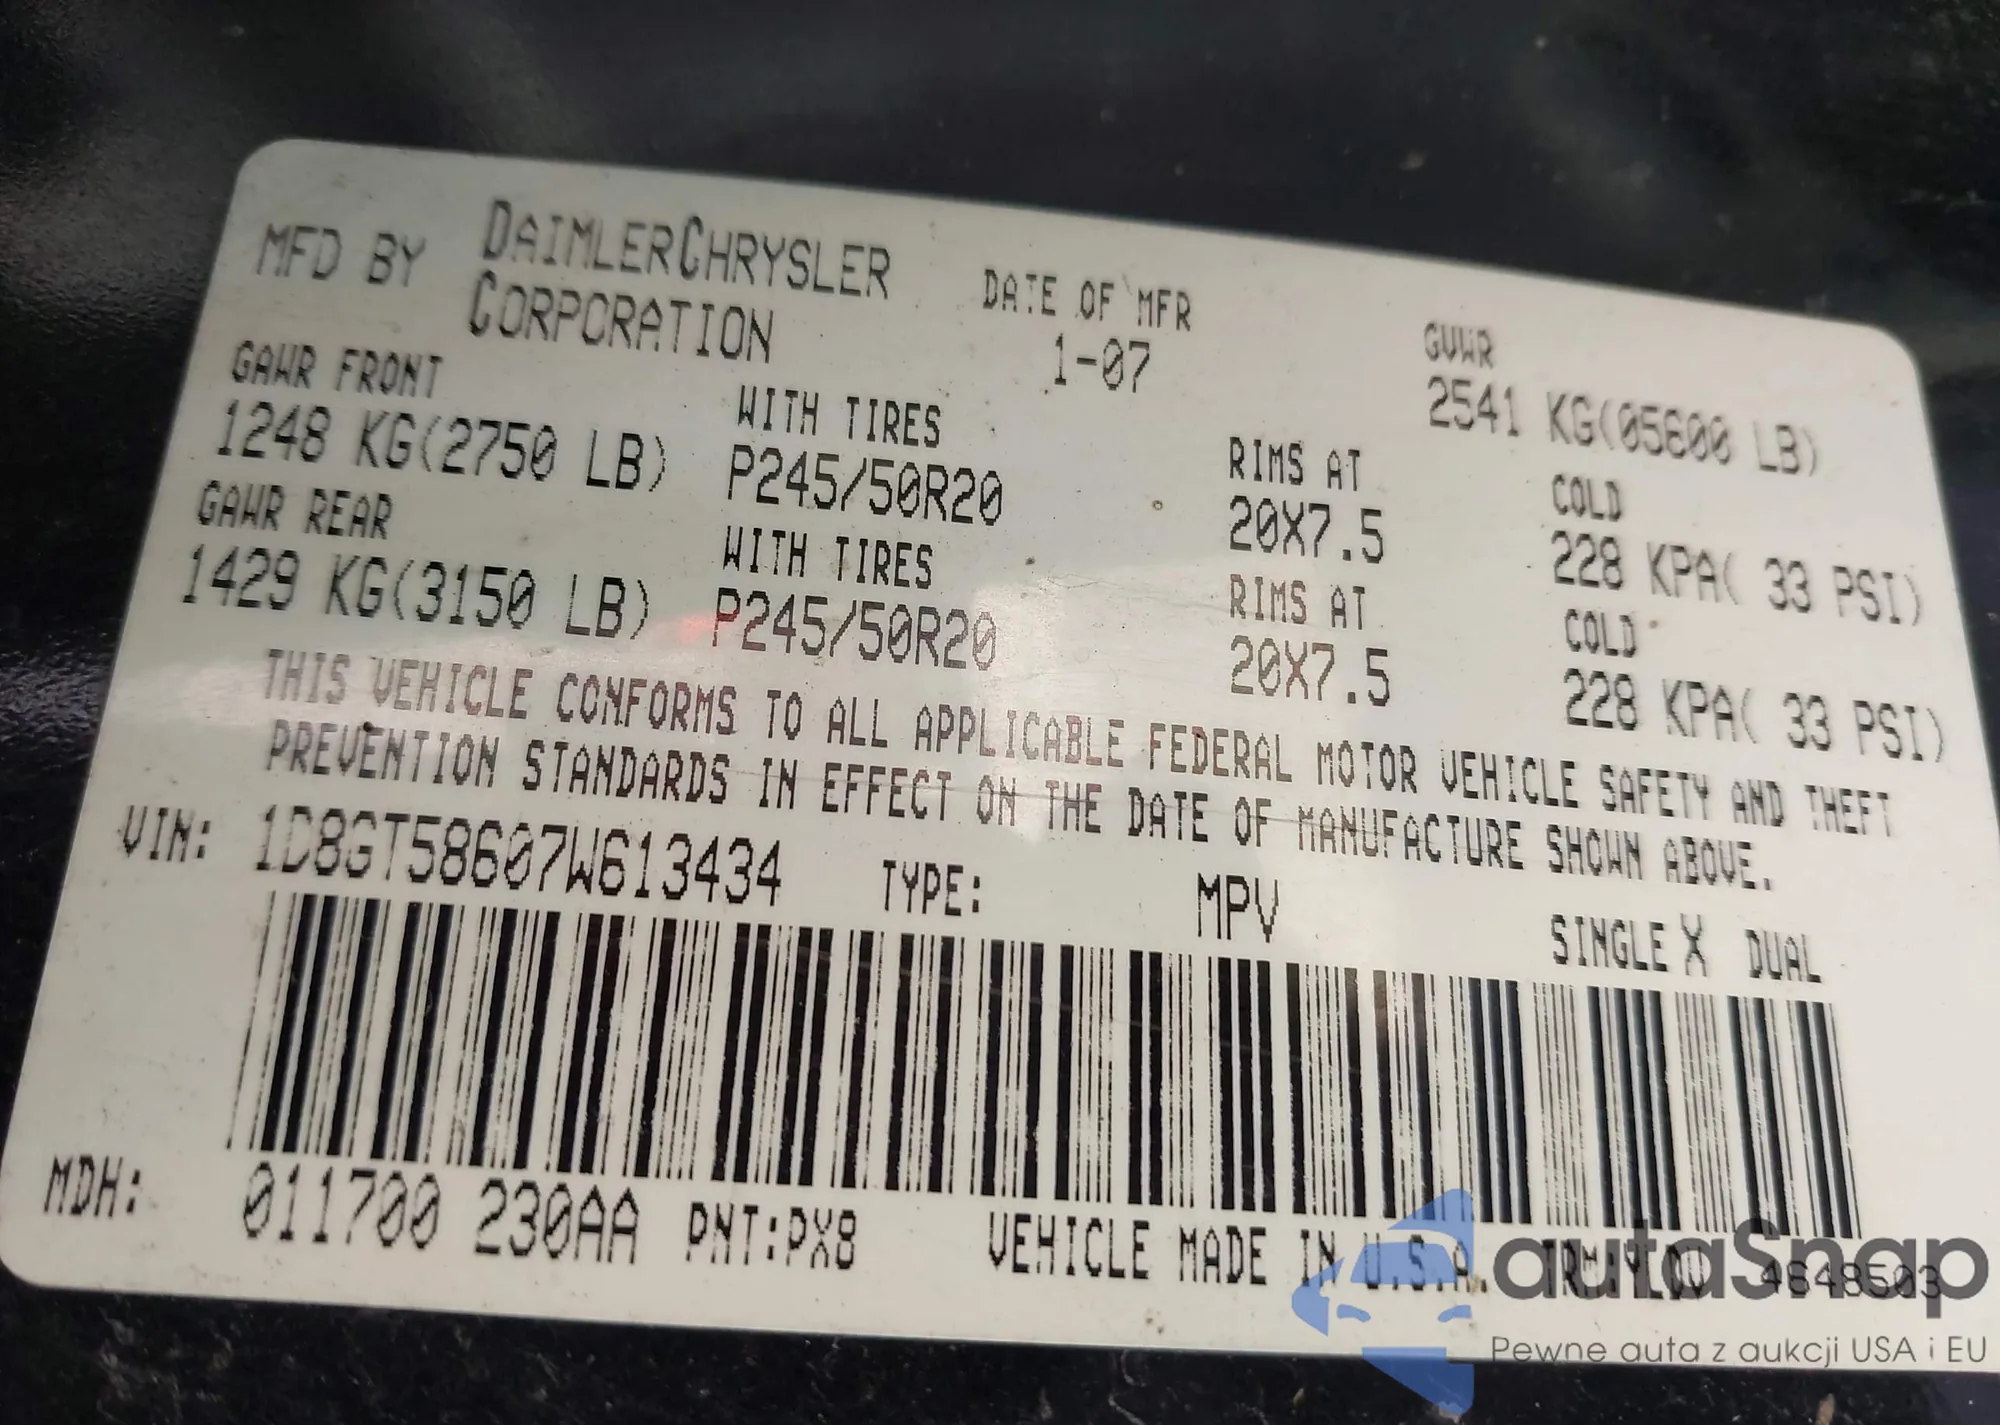 MFD BY DAIMLERCHRYSLER CORPORATION
DATE OF MFR 1-07
GVWR 2541 KG(05600 LB)
GAWR FRONT WITH TIRES RIMS AT COLD
1248 KG(2750 LB) P245/50R20 20X7.5 228 KPA( 33 PSI)
GAWR REAR WITH TIRES RIMS AT COLD
1429 KG(3150 LB) P245/50R20 20X7.5 228 KPA( 33 PSI)
THIS VEHICLE CONFORMS TO ALL APPLICABLE FEDERAL MOTOR VEHICLE SAFETY AND THEFT
PREVENTION STANDARDS IN EFFECT ON THE DATE OF MANUFACTURE SHOWN ABOVE.
VIN: 1D8GT58607W613434 TYPE: MPV SINGLE X DUAL
MDH: 011700 230AA PNT:PX8 VEHICLE MADE IN U.S.A. 4648503
autaSnap
Pewne auta z aukcji USA i EU